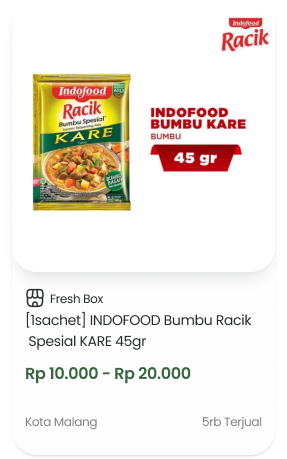 Indofood
Racik
Indofood
Racik
Bumbu Spesial
KARE
INDOFOOD
BUMBU KARE
BUMBU
45 gr
Fresh Box
[1sachet] INDOFOOD Bumbu Racik
Spesial KARE 45gr
Rp 10.000 - Rp 20.000
Kota Malang
5rb Terjual